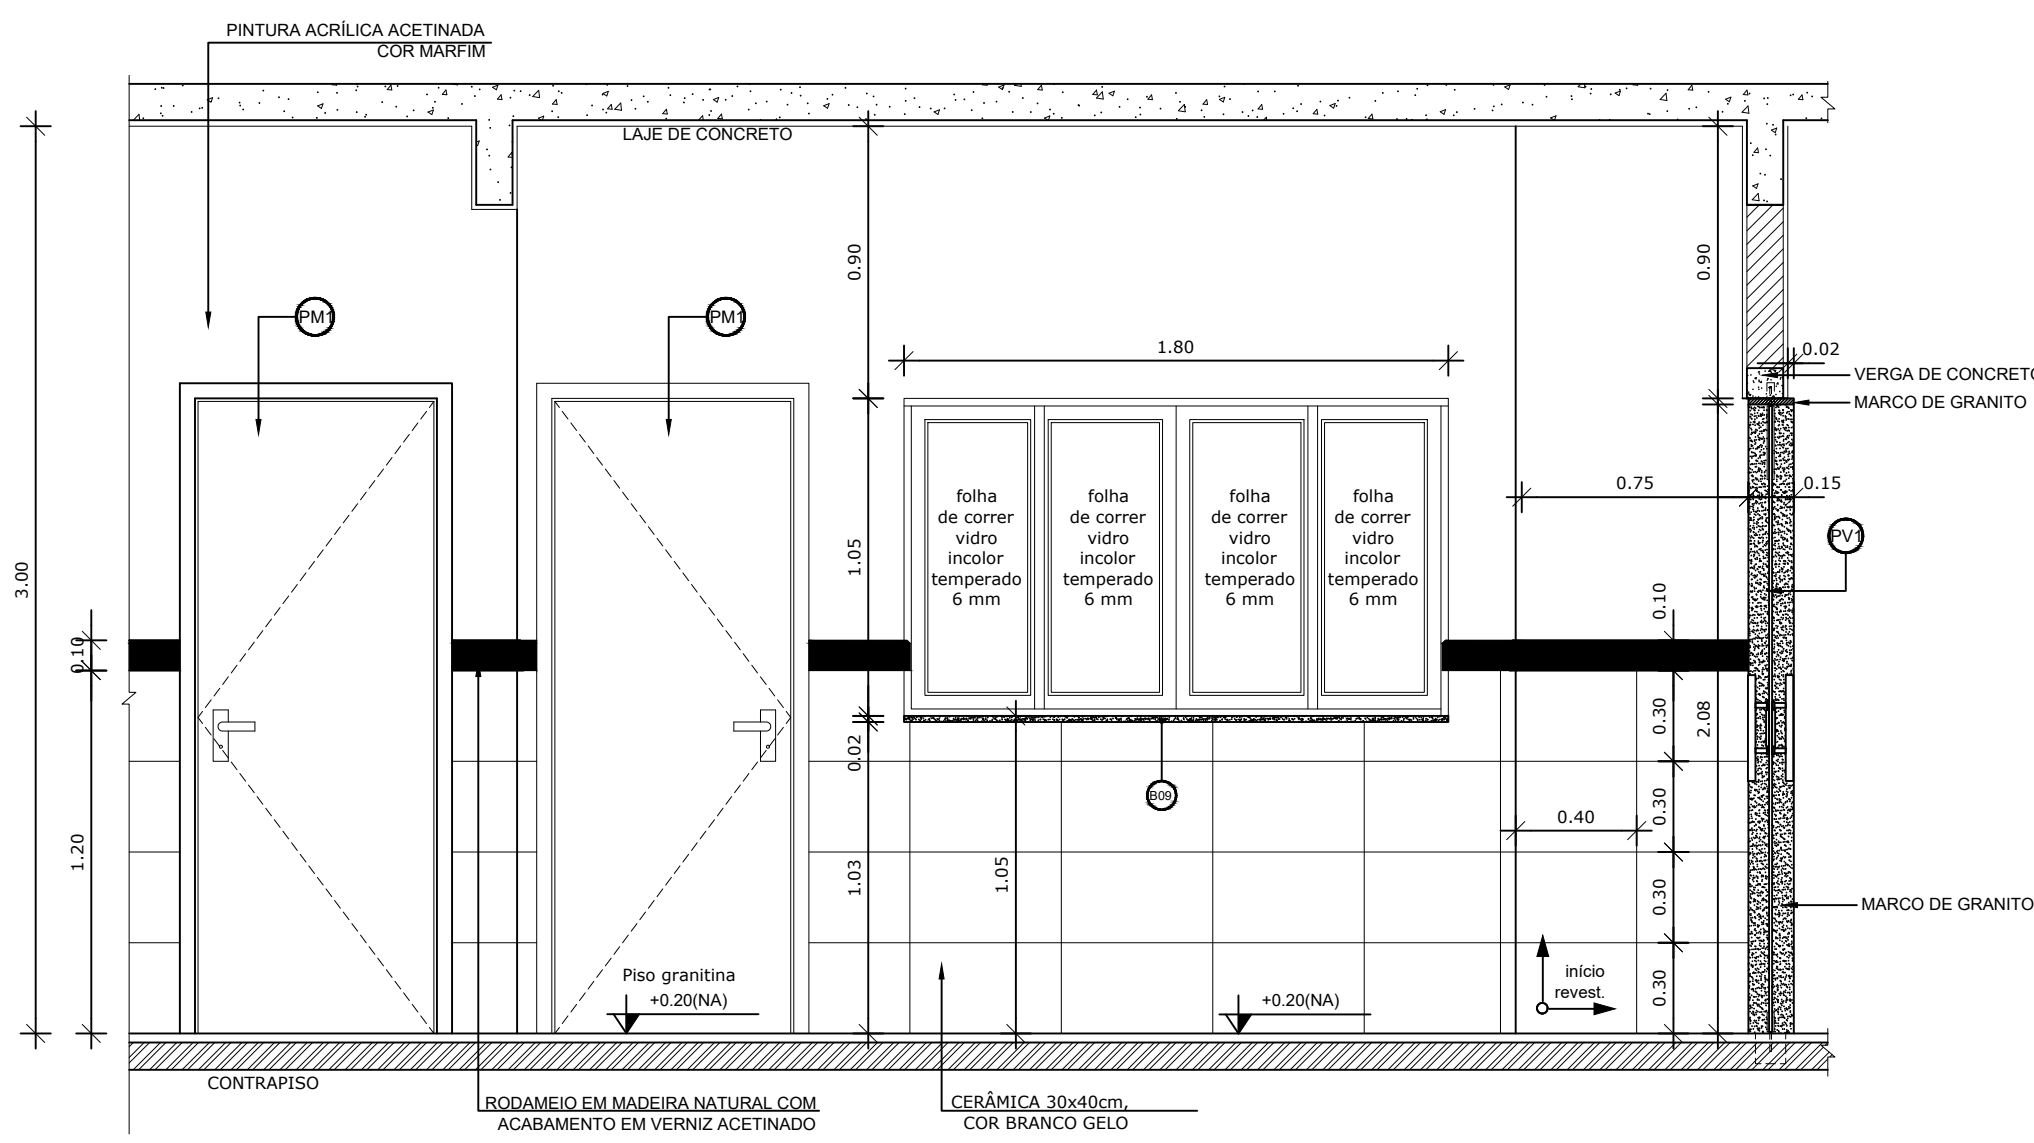 PINTURA ACRÍLICA ACETINADA
COR MARFIM
LAJE DE CONCRETO
3.00
0.10
1.20
PM1
PM1
0.90
1.05
0.02
1.03
1.80
folha
de correr
vidro
incolor
temperado
6 mm
folha
de correr
vidro
incolor
temperado
6 mm
folha
de correr
vidro
incolor
temperado
6 mm
folha
de correr
vidro
incolor
temperado
6 mm
B09
1.05
0.90
2.08
0.02
VERGA DE CONCRETO
MARCO DE GRANITO
0.75
0.15
PV1
0.10
0.30
0.30
0.30
0.30
0.40
MARCO DE GRANITO
início
revest.
Piso granitina
+0.20(NA)
+0.20(NA)
CONTRAPISO
RODAMEIO EM MADEIRA NATURAL COM
ACABAMENTO EM VERNIZ ACETINADO
CERÂMICA 30x40cm,
COR BRANCO GELO